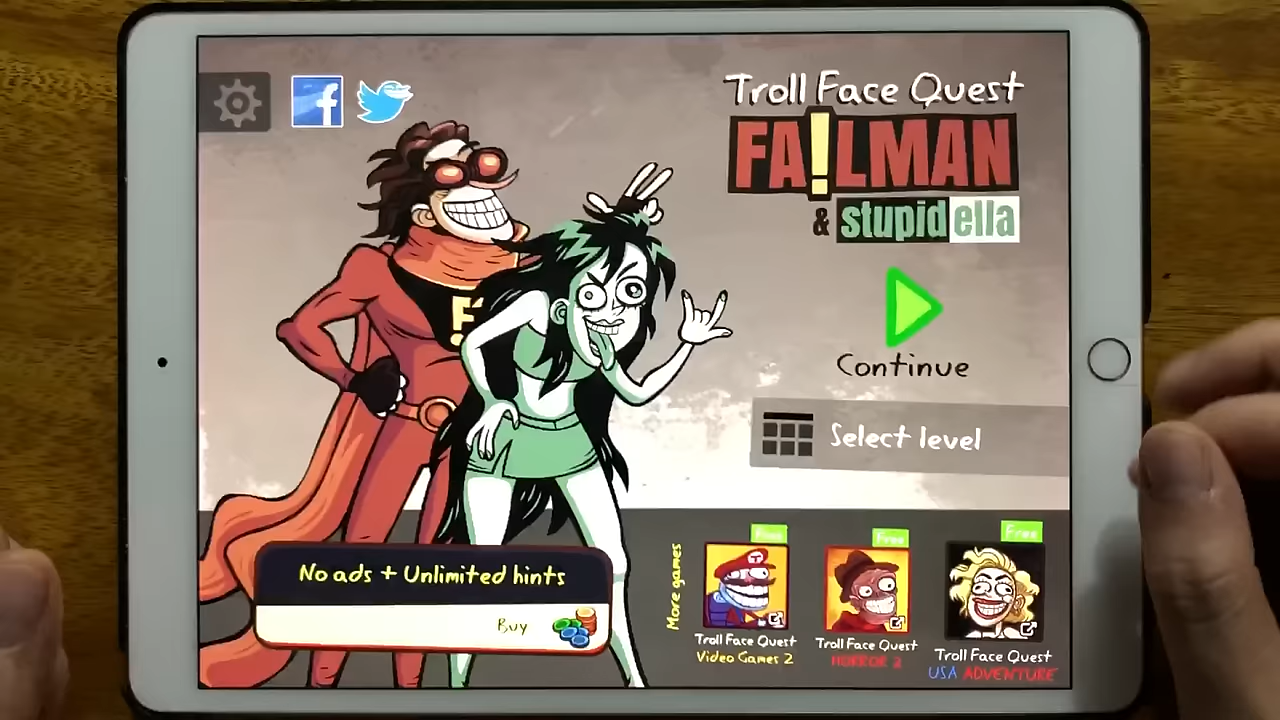 Troll Face Quest
FA!LMAN
& stupidella
Continue
Select level
No ads + Unlimited hints
Buy
More games
Free
Free
Free
Troll Face Quest
Video Games 2
Troll Face Quest
HORROR 2
Troll Face Quest
USA ADVENTURE
f
F
T